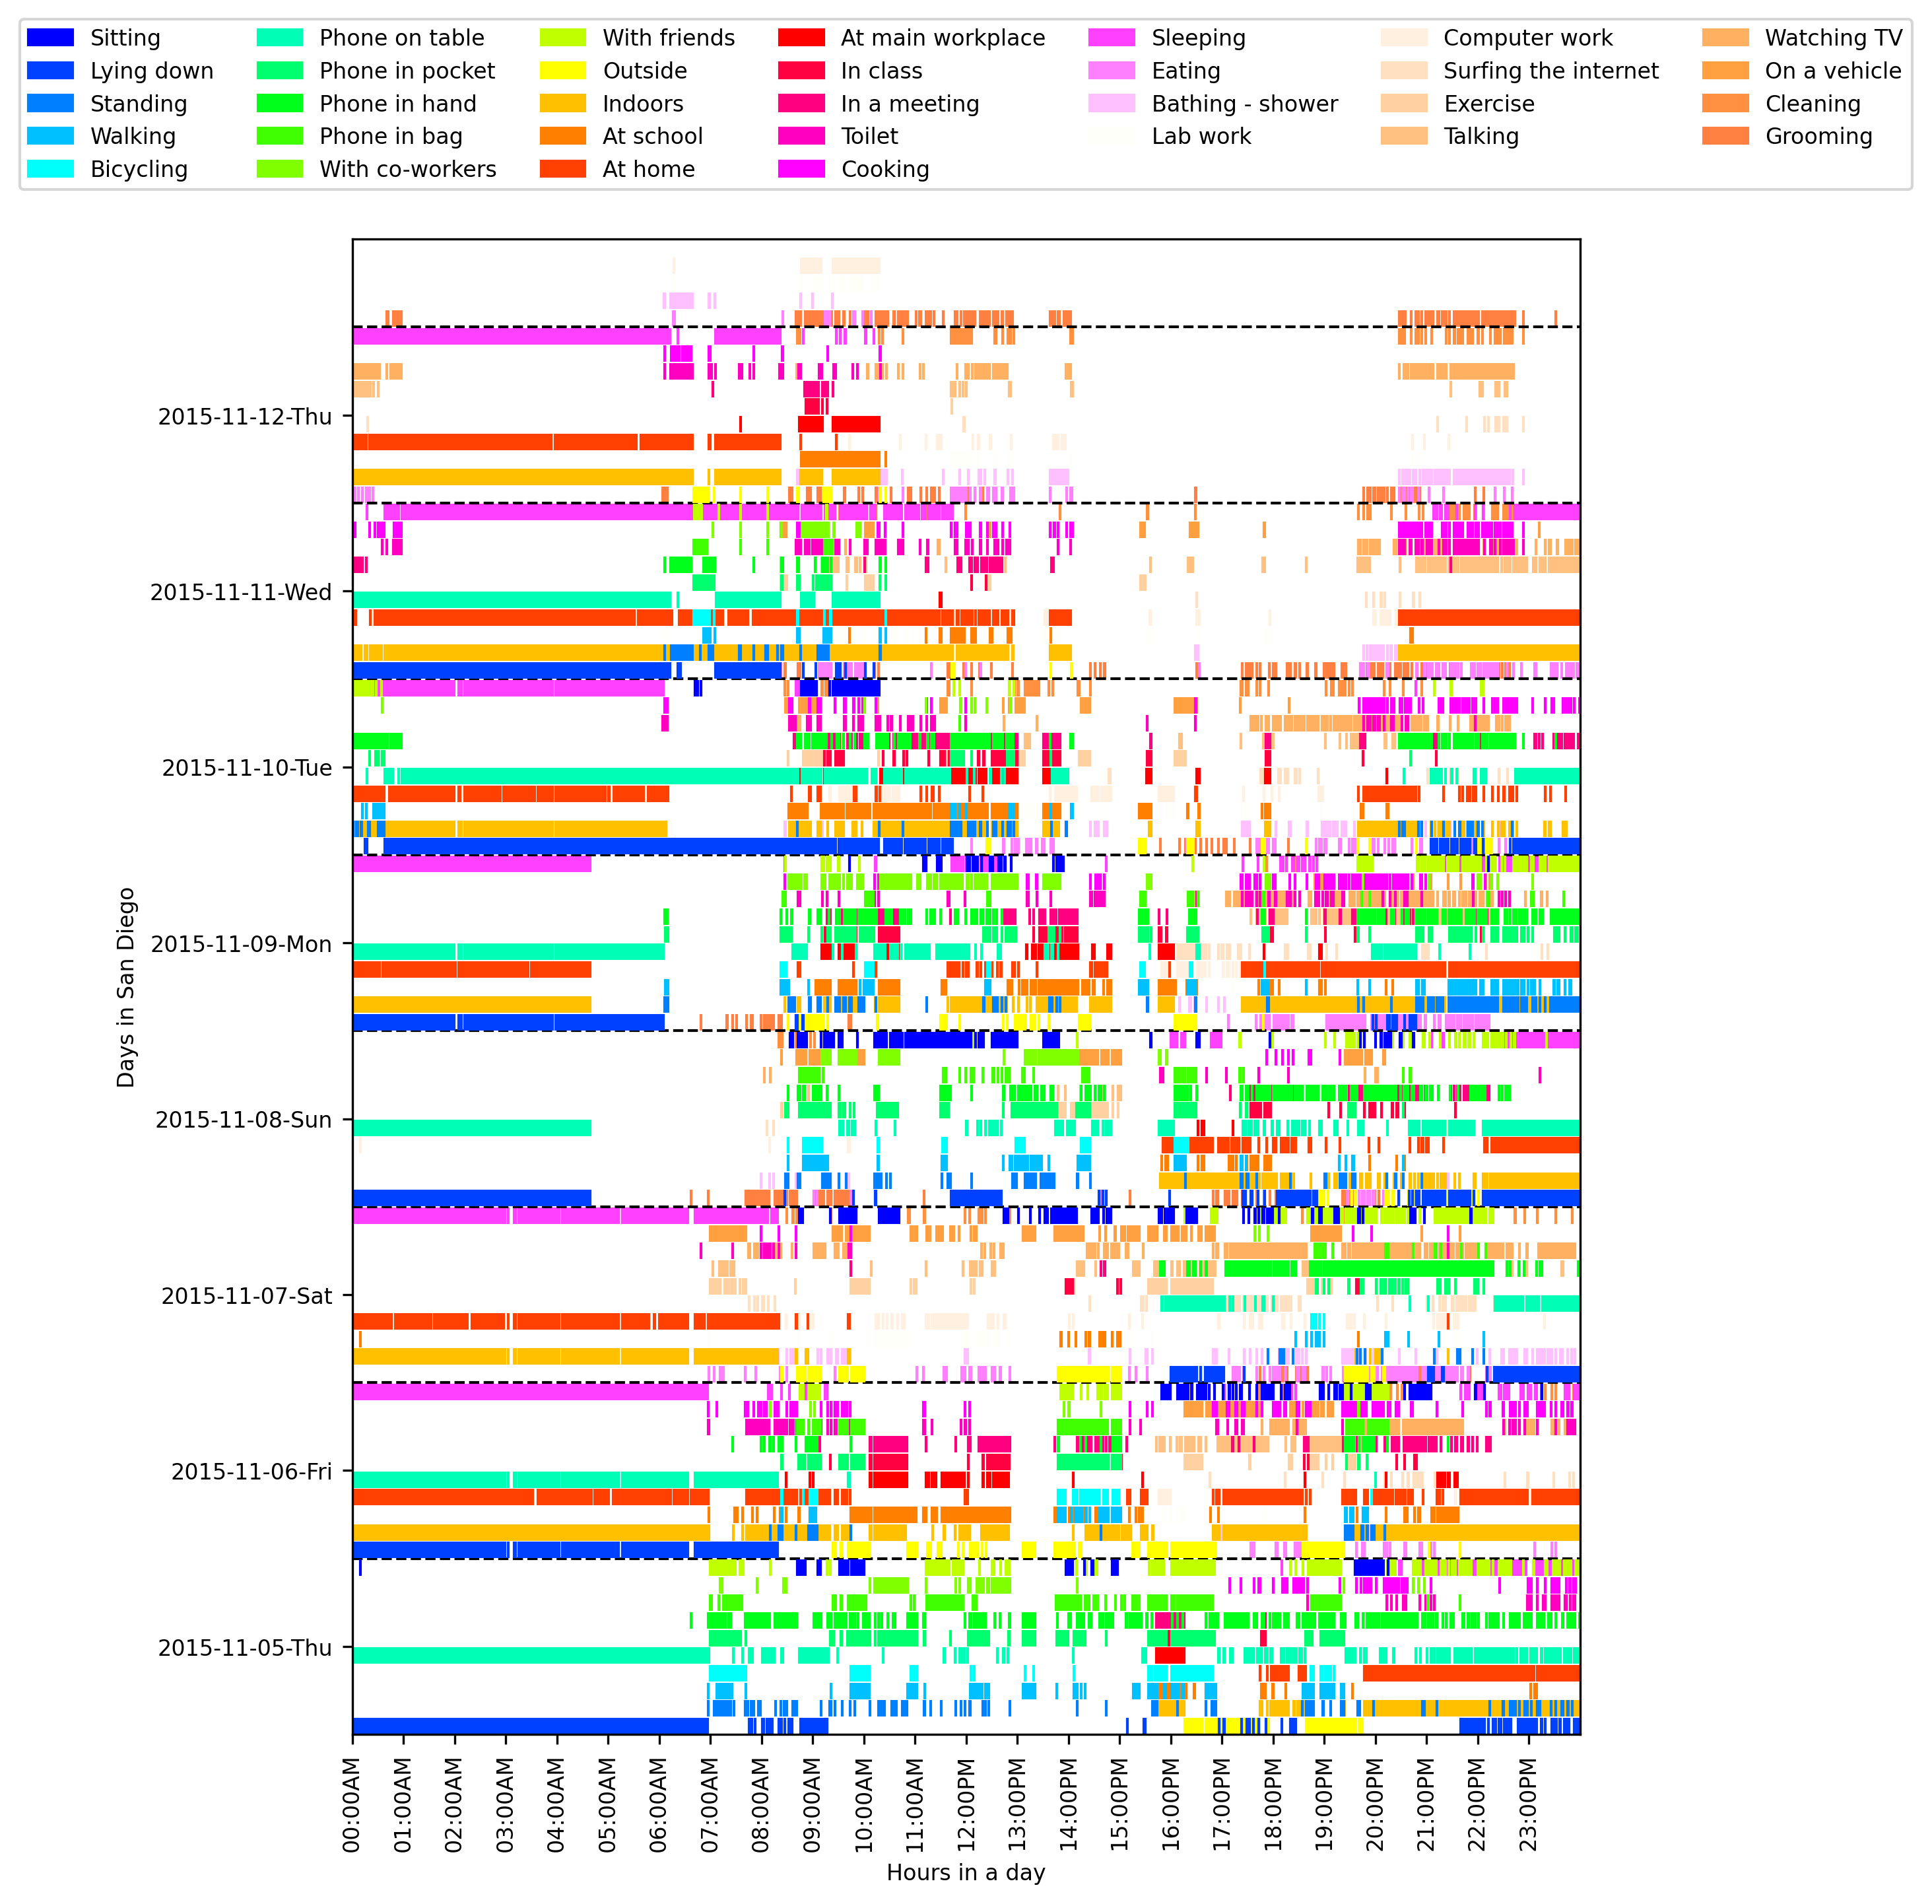 Sitting
Lying down
Standing
Walking
Bicycling
Phone on table
Phone in pocket
Phone in hand
Phone in bag
With co-workers
With friends
Outside
Indoors
At school
At home
At main workplace
In class
In a meeting
Toilet
Cooking
Sleeping
Eating
Bathing - shower
Lab work
Computer work
Surfing the internet
Exercise
Talking
Watching TV
On a vehicle
Cleaning
Grooming
Days in San Diego
2015-11-12-Thu
2015-11-11-Wed
2015-11-10-Tue
2015-11-09-Mon
2015-11-08-Sun
2015-11-07-Sat
2015-11-06-Fri
2015-11-05-Thu
00:00AM
01:00AM
02:00AM
03:00AM
04:00AM
05:00AM
06:00AM
07:00AM
08:00AM
09:00AM
10:00AM
11:00AM
12:00PM
13:00PM
14:00PM
15:00PM
16:00PM
17:00PM
18:00PM
19:00PM
20:00PM
21:00PM
22:00PM
23:00PM
Hours in a day